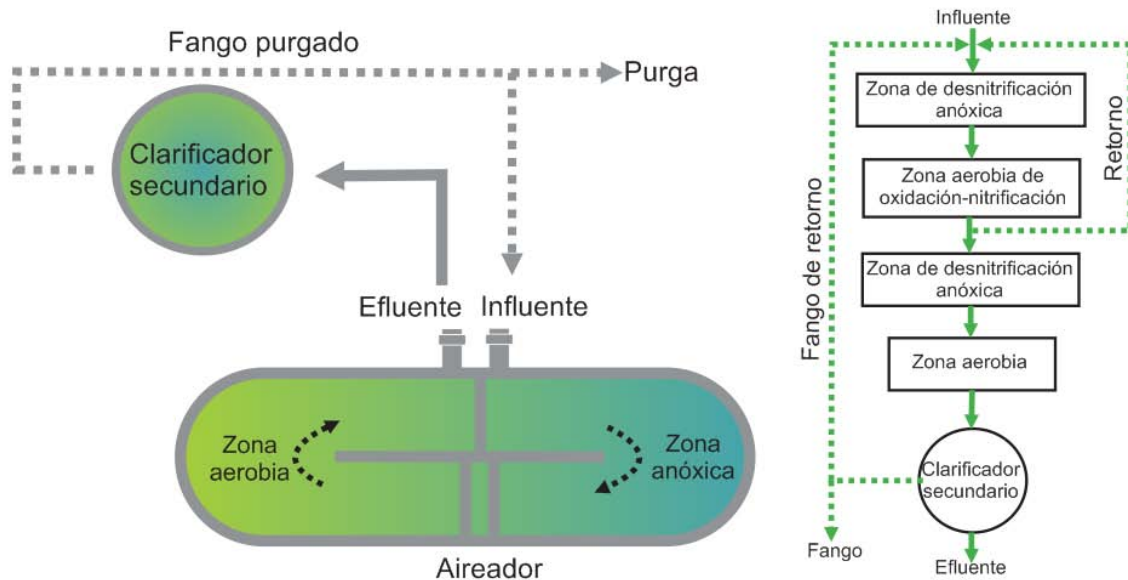 Fango purgado
Purga
Clarificador
secundario
Efluente
Influente
Zona
aerobia
Zona
anóxica
Aireador
Influente
Zona de desnitrificación
anóxica
Zona aerobia de
oxidación-nitrificación
Retorno
Zona de desnitrificación
anóxica
Fango de retorno
Zona aerobia
Clarificador
secundario
Fango
Efluente